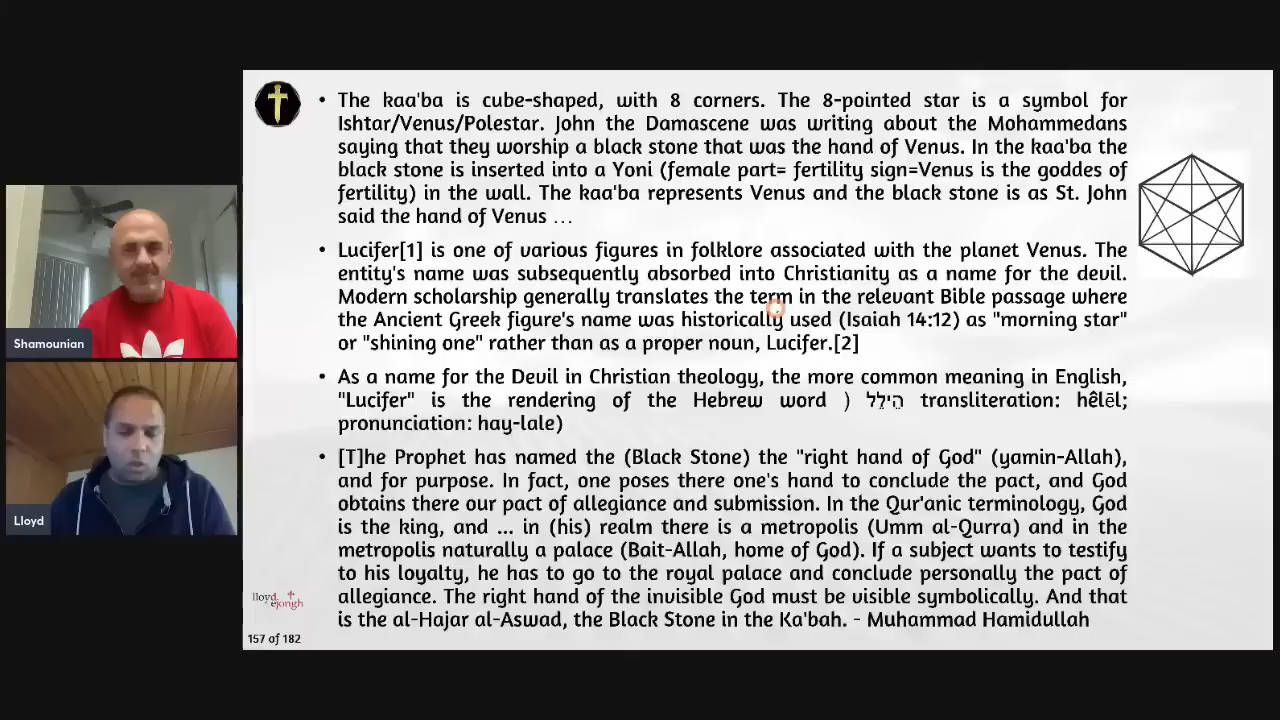 • The kaa'ba is cube-shaped, with 8 corners. The 8-pointed star is a symbol for
Ishtar/Venus/Polestar. John the Damascene was writing about the Mohammedans
saying that they worship a black stone that was the hand of Venus. In the kaa'ba the
black stone is inserted into a Yoni (female part= fertility sign=Venus is the goddes of
fertility) in the wall. The kaa'ba represents Venus and the black stone is as St. John
said the hand of Venus …
• Lucifer[1] is one of various figures in folklore associated with the planet Venus. The
entity's name was subsequently absorbed into Christianity as a name for the devil.
Modern scholarship generally translates the term in the relevant Bible passage where
the Ancient Greek figure's name was historically used (Isaiah 14:12) as "morning star"
or "shining one" rather than as a proper noun, Lucifer.[2]
• As a name for the Devil in Christian theology, the more common meaning in English,
"Lucifer" is the rendering of the Hebrew word ) הֵילֵל transliteration: hêlēl;
pronunciation: hay-lale)
• [T]he Prophet has named the (Black Stone) the "right hand of God" (yamin-Allah),
and for purpose. In fact, one poses there one's hand to conclude the pact, and God
obtains there our pact of allegiance and submission. In the Qur'anic terminology, God
is the king, and ... in (his) realm there is a metropolis (Umm al-Qurra) and in the
metropolis naturally a palace (Bait-Allah, home of God). If a subject wants to testify
to his loyalty, he has to go to the royal palace and conclude personally the pact of
allegiance. The right hand of the invisible God must be visible symbolically. And that
is the al-Hajar al-Aswad, the Black Stone in the Ka'bah. - Muhammad Hamidullah
Shamounian
Lloyd
lloyd
dejongh
157 of 182